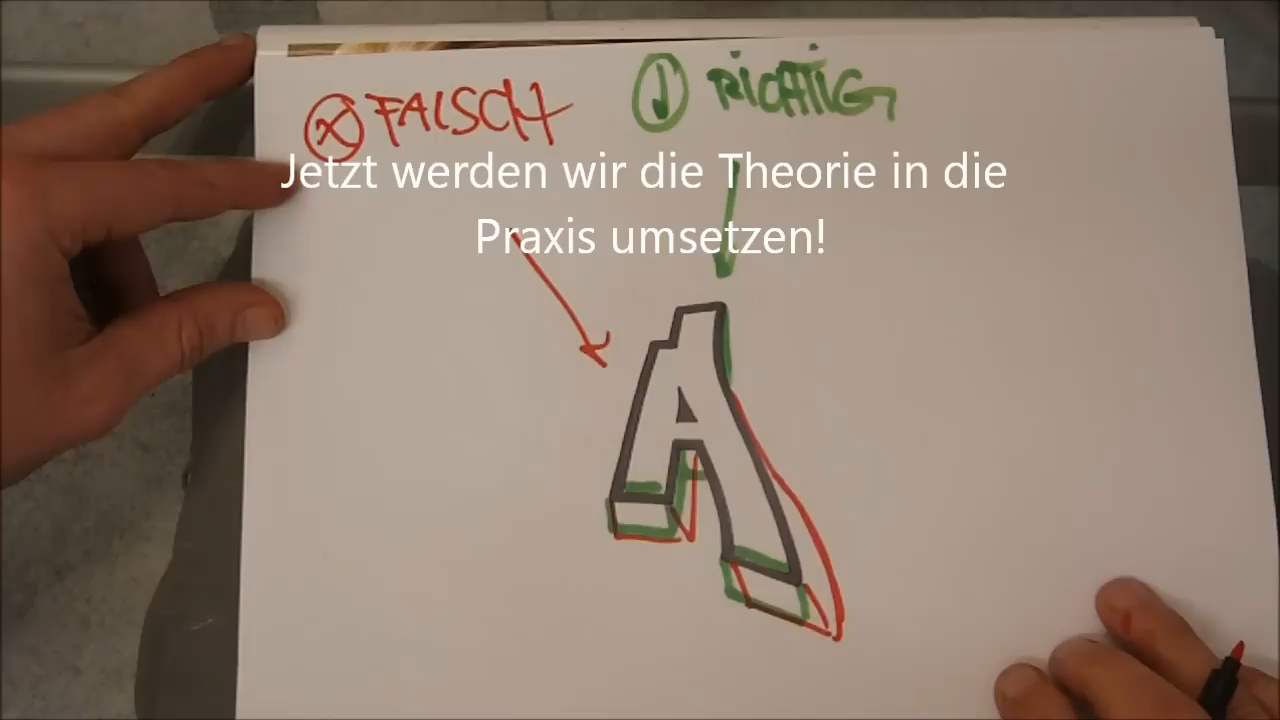 FALSCH
RICHTIG
Jetzt werden wir die Theorie in die
Praxis umsetzen!
A